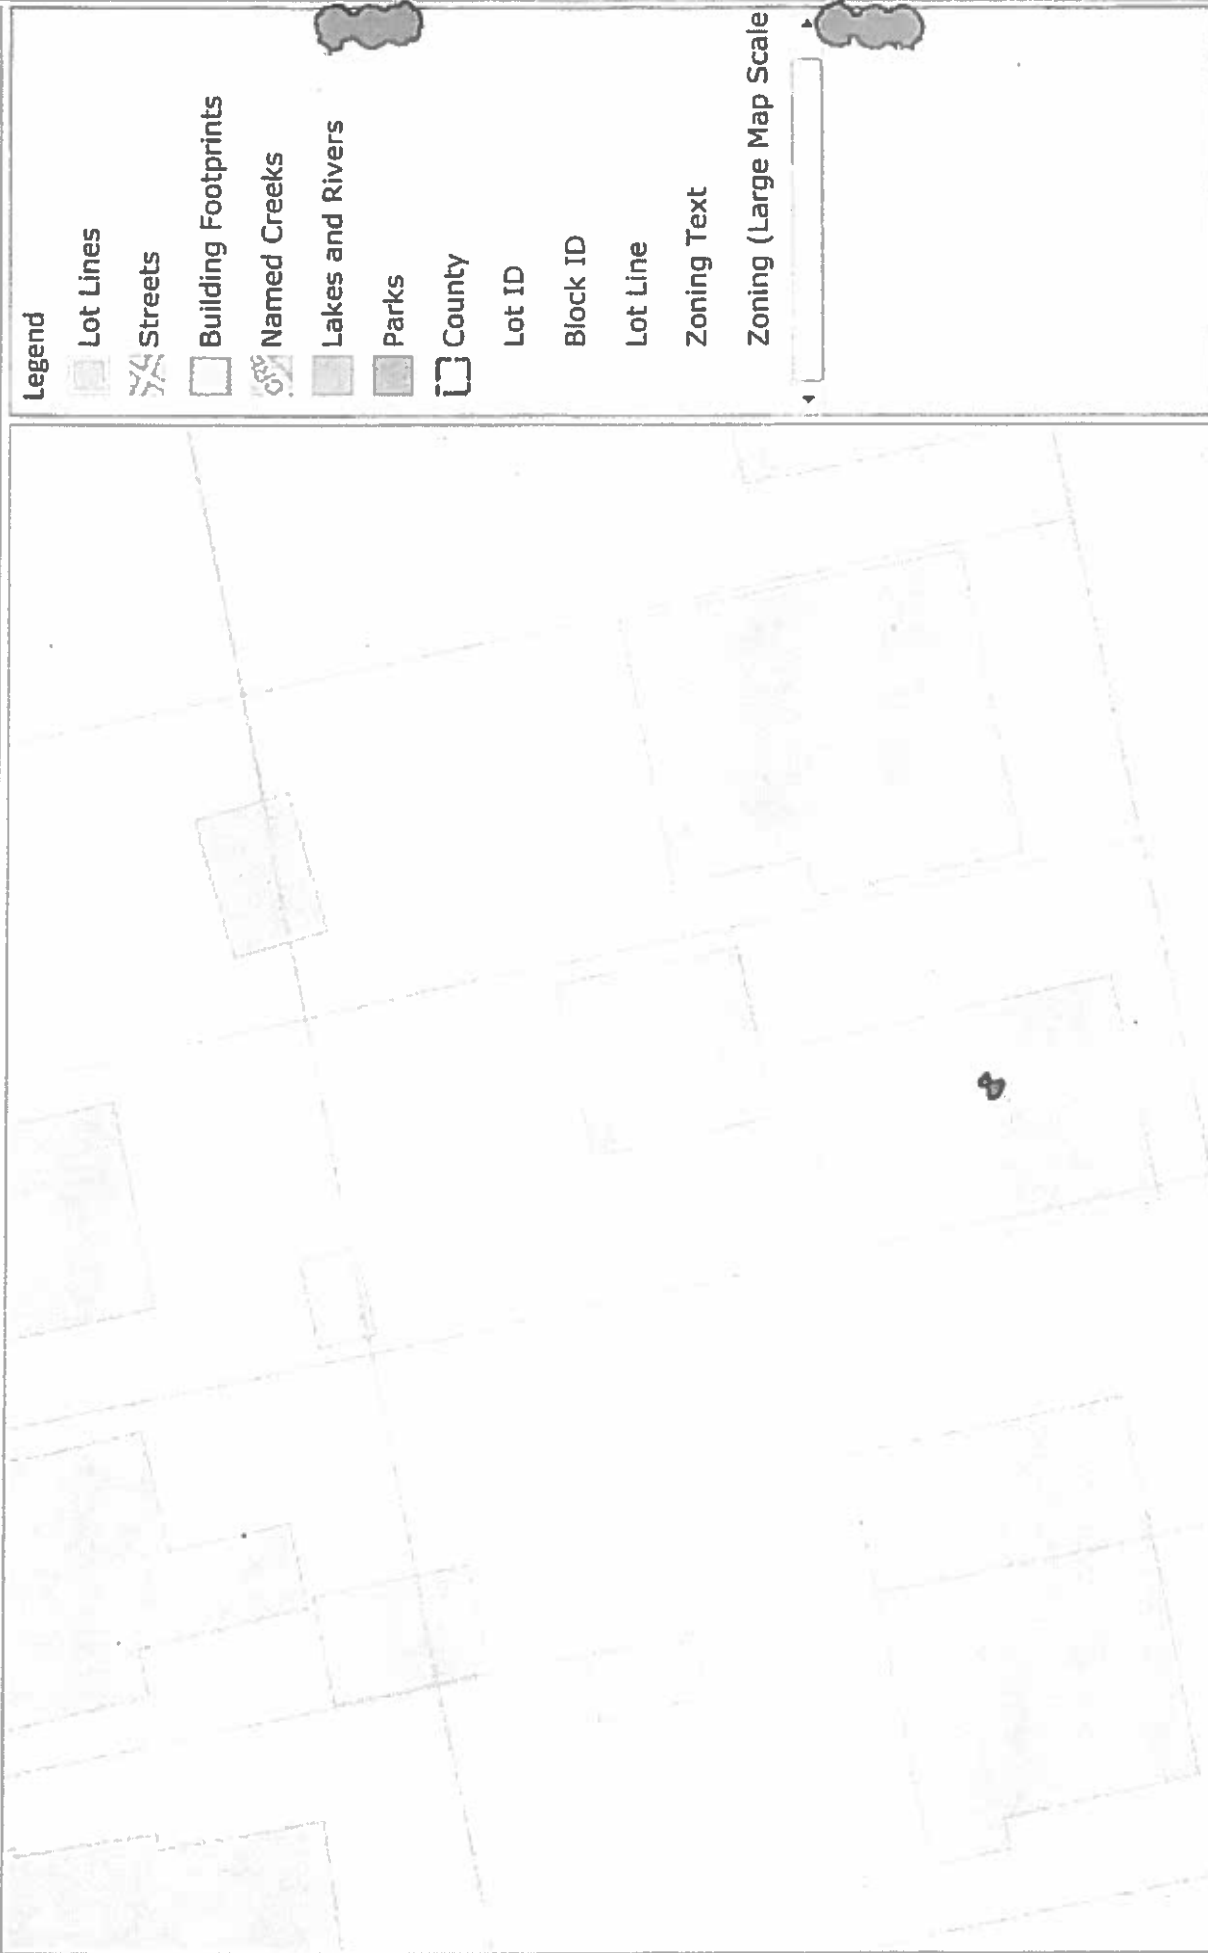 Legend
Lot Lines
Streets
Building Footprints
Named Creeks
Lakes and Rivers
Parks
County
Lot ID
Block ID
Lot Line
Zoning Text
Zoning (Large Map Scale